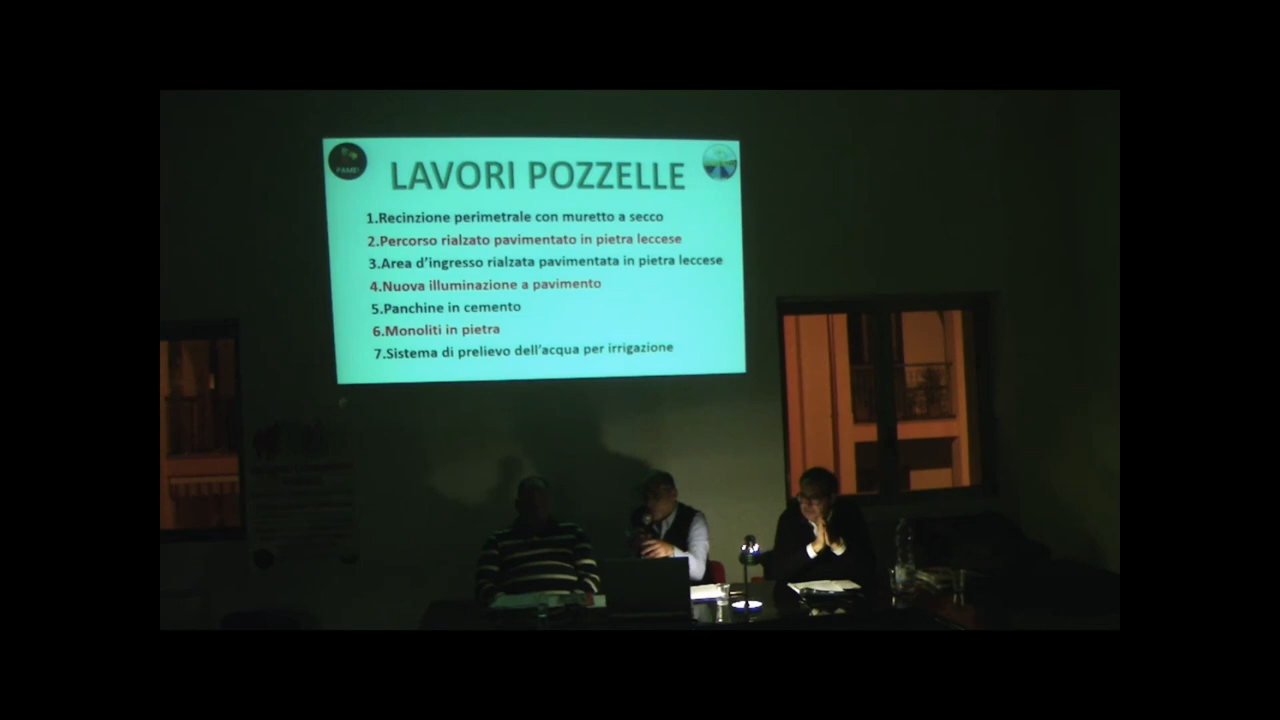 PAME!
LAVORI POZZELLE
1.Recinzione perimetrale con muretto a secco
2.Percorso rialzato pavimentato in pietra leccese
3.Area d'ingresso rialzata pavimentata in pietra leccese
4.Nuova illuminazione a pavimento
5.Panchine in cemento
6.Monoliti in pietra
7.Sistema di prelievo dell'acqua per irrigazione